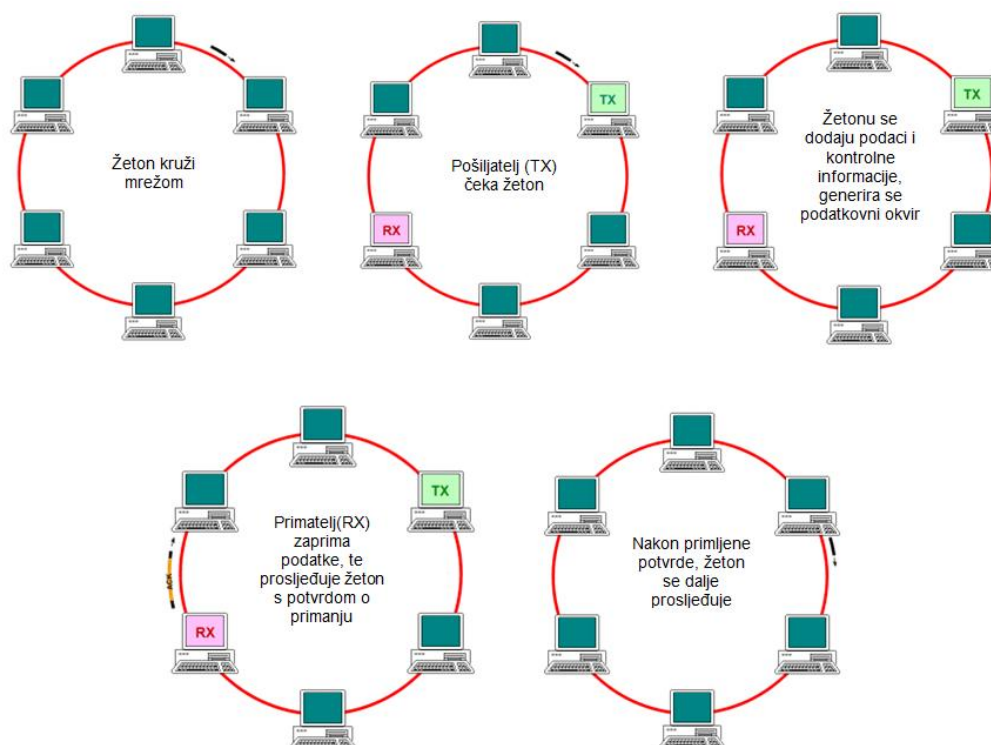 Žeton kruži
mrežom
TX
Pošiljatelj (TX)
čeka žeton
RX
TX
Žetonu se
dodaju podaci i
kontrolne
informacije,
generira se
podatkovni okvir
RX
TX
Primatelj(RX)
zaprima
podatke, te
prosljeđuje žeton
s potvrdom o
primanju
ACK
RX
Nakon primljene
potvrde, žeton
se dalje
prosljeđuje